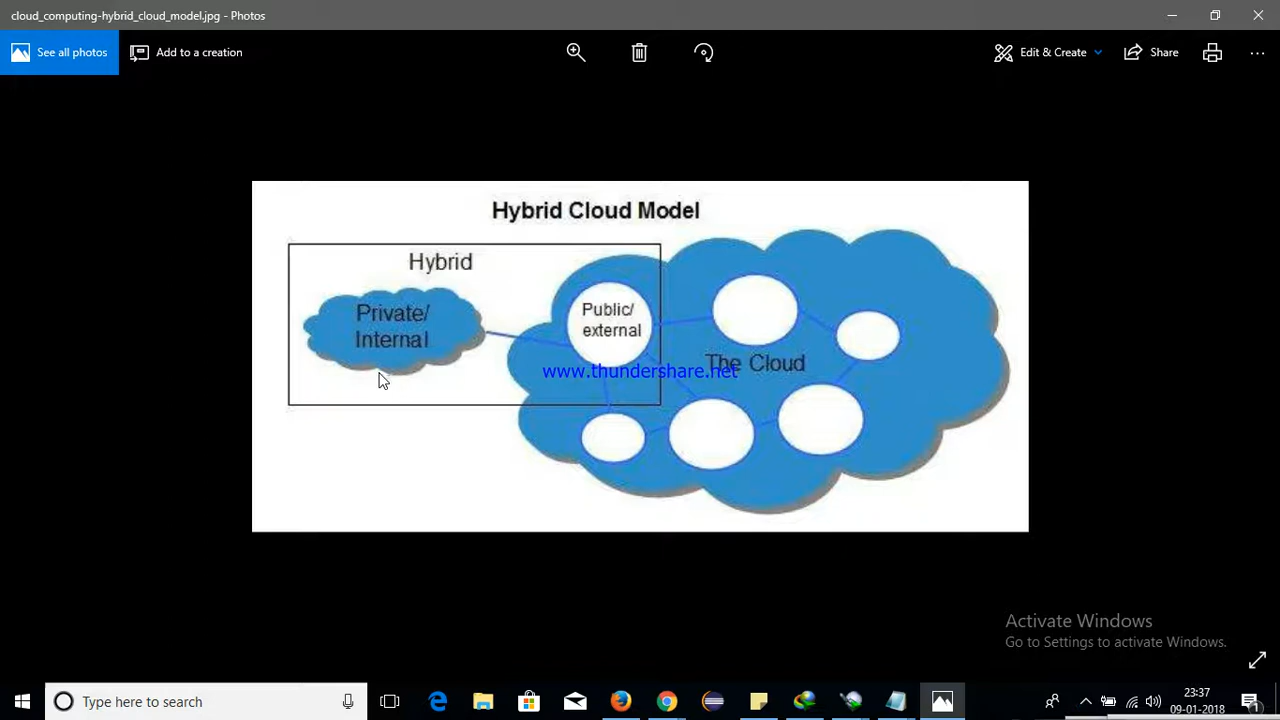 cloud_computing-hybrid_cloud_model.jpg - Photos
See all photos
Add to a creation
Edit & Create
Share
Hybrid Cloud Model
Hybrid
Private/
Internal
Public/
external
The Cloud
www.thundershare.net
Activate Windows
Go to Settings to activate Windows.
Type here to search
23:37
09-01-2018
1